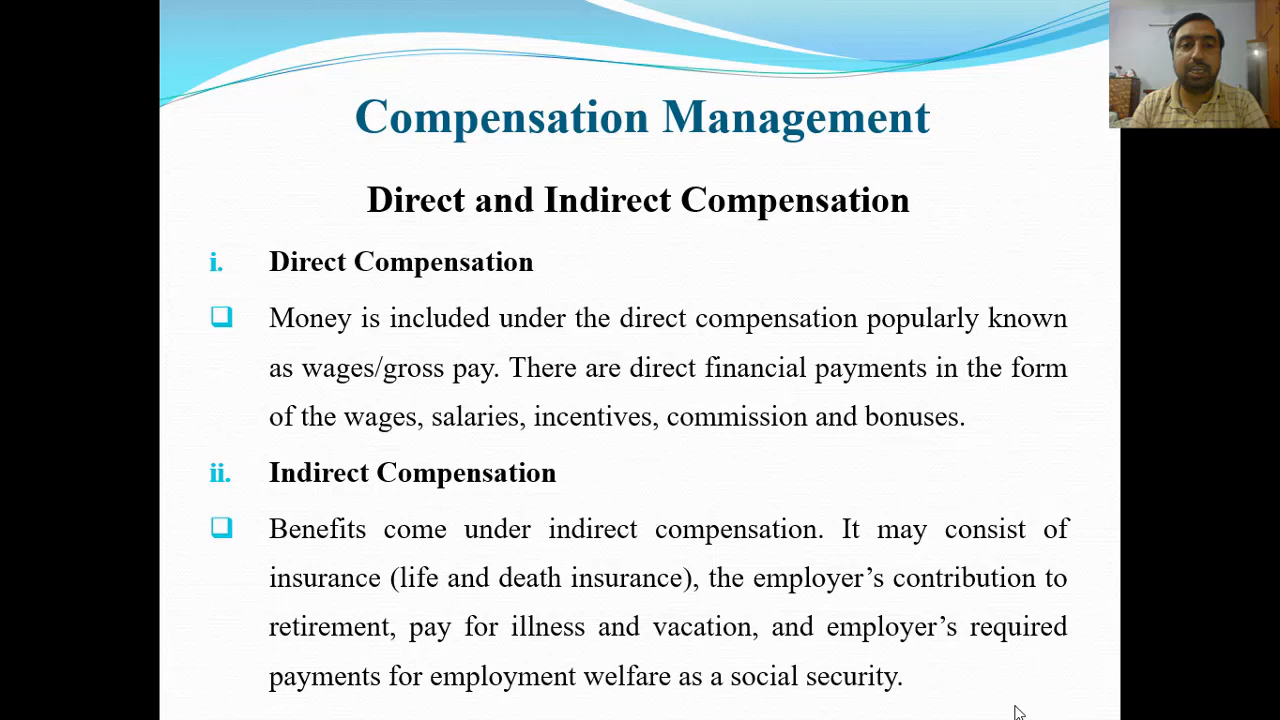 Compensation Management
Direct and Indirect Compensation
i. Direct Compensation
Money is included under the direct compensation popularly known
as wages/gross pay. There are direct financial payments in the form
of the wages, salaries, incentives, commission and bonuses.
ii. Indirect Compensation
Benefits come under indirect compensation. It may consist of
insurance (life and death insurance), the employer’s contribution to
retirement, pay for illness and vacation, and employer’s required
payments for employment welfare as a social security.